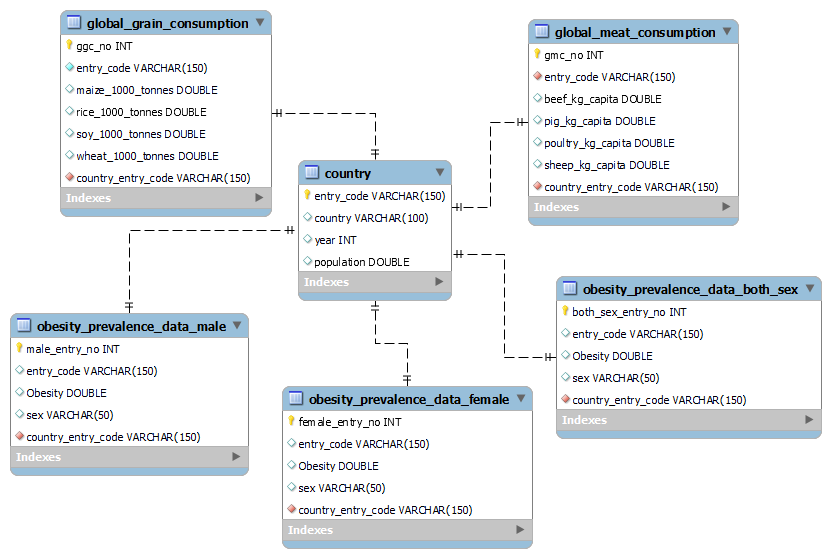 global_grain_consumption
ggc_no INT
entry_code VARCHAR(150)
maize_1000_tonnes DOUBLE
rice_1000_tonnes DOUBLE
soy_1000_tonnes DOUBLE
wheat_1000_tonnes DOUBLE
country_entry_code VARCHAR(150)
Indexes
global_meat_consumption
gmc_no INT
entry_code VARCHAR(150)
beef_kg_capita DOUBLE
pig_kg_capita DOUBLE
poultry_kg_capita DOUBLE
sheep_kg_capita DOUBLE
country_entry_code VARCHAR(150)
Indexes
country
entry_code VARCHAR(150)
country VARCHAR(100)
year INT
population DOUBLE
Indexes
obesity_prevalence_data_both_sex
both_sex_entry_no INT
entry_code VARCHAR(150)
Obesity DOUBLE
sex VARCHAR(50)
country_entry_code VARCHAR(150)
Indexes
obesity_prevalence_data_male
male_entry_no INT
entry_code VARCHAR(150)
Obesity DOUBLE
sex VARCHAR(50)
country_entry_code VARCHAR(150)
Indexes
obesity_prevalence_data_female
female_entry_no INT
entry_code VARCHAR(150)
Obesity DOUBLE
sex VARCHAR(50)
country_entry_code VARCHAR(150)
Indexes